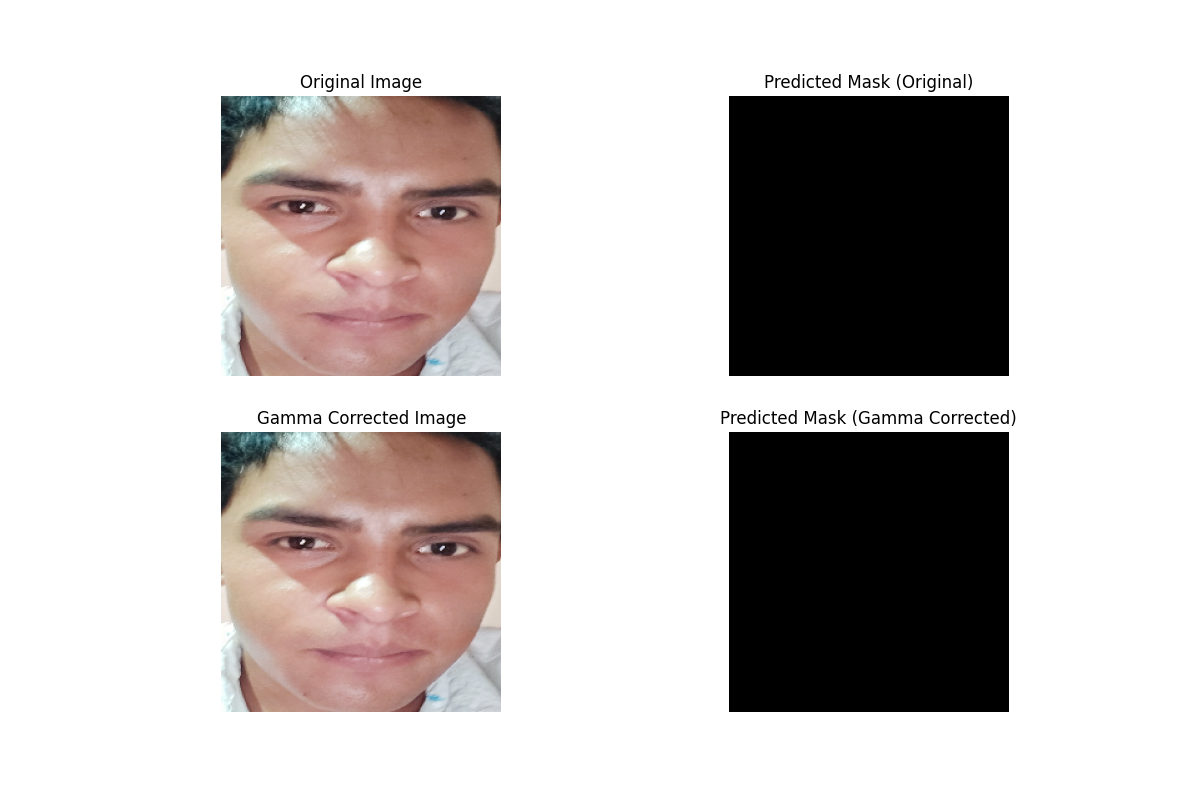 Original Image
Predicted Mask (Original)
Gamma Corrected Image
Predicted Mask (Gamma Corrected)